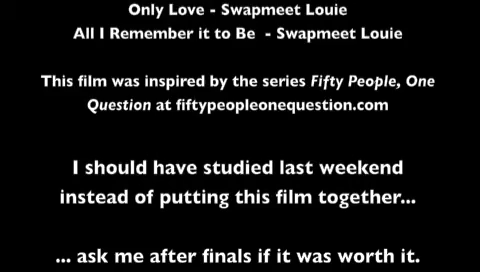 Only Love - Swapmeet Louie
All I Remember it to Be - Swapmeet Louie
This film was inspired by the series Fifty People, One
Question at fiftypeopleonequestion.com
I should have studied last weekend
instead of putting this film together...
... ask me after finals if it was worth it.